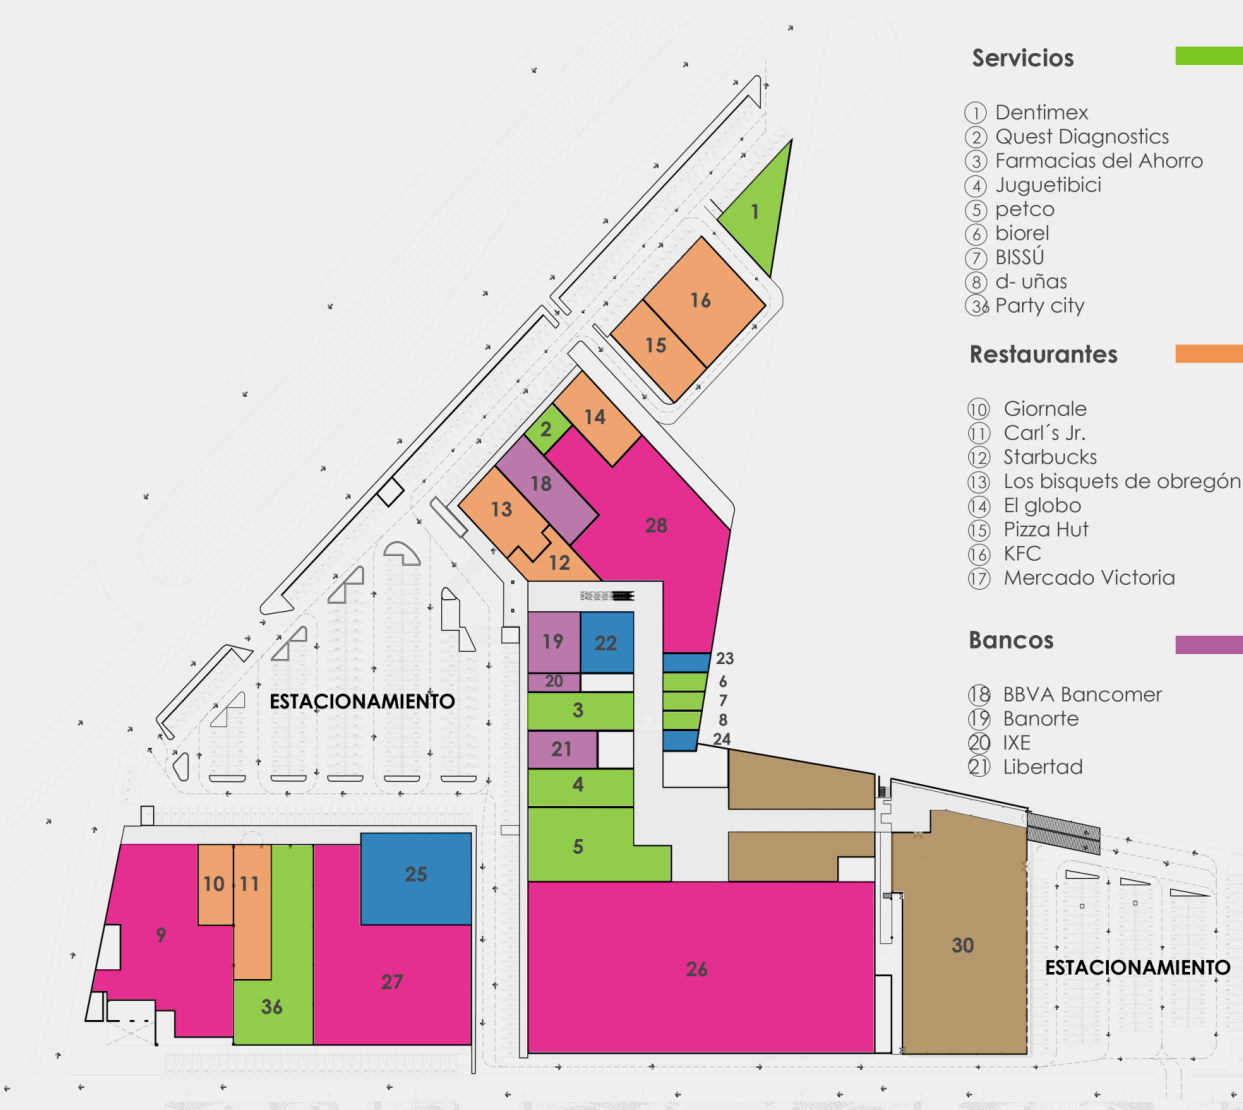 Servicios
1 Dentimex
2 Quest Diagnostics
3 Farmacias del Ahorro
4 Juguetibici
5 petco
6 biorel
7 BISSÚ
8 d- uñas
36 Party city
Restaurantes
10 Giornale
11 Carl´s Jr.
12 Starbucks
13 Los bisquets de obregón
14 El globo
15 Pizza Hut
16 KFC
17 Mercado Victoria
Bancos
18 BBVA Bancomer
19 Banorte
20 IXE
21 Libertad
1
16
15
14
2
18
13
28
12
19
22
23
20
6
3
7
8
21
24
4
5
ESTACIONAMIENTO
10
11
25
9
27
36
26
30
ESTACIONAMIENTO